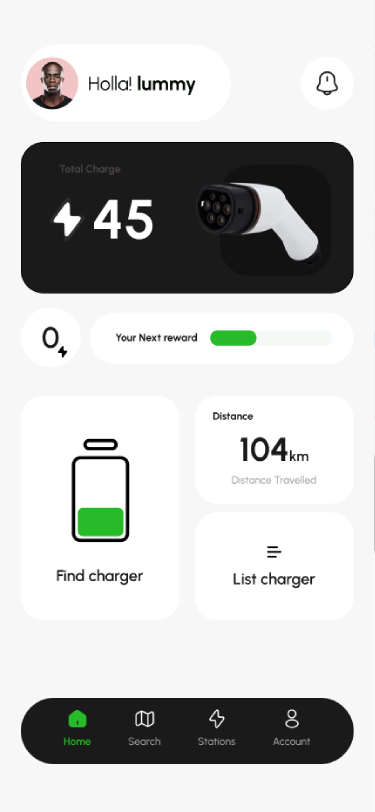 Holla! lummy
Total Charge
45
0
Your Next reward
Distance
104km
Distance Travelled
Find charger
List charger
Home
Search
Stations
Account